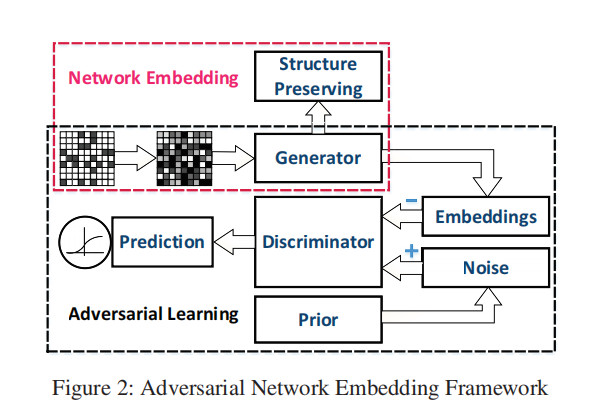 Network Embedding
Structure
Preserving
Generator
−
Embeddings
Prediction
Discriminator
+
Noise
Adversarial Learning
Prior
Figure 2: Adversarial Network Embedding Framework